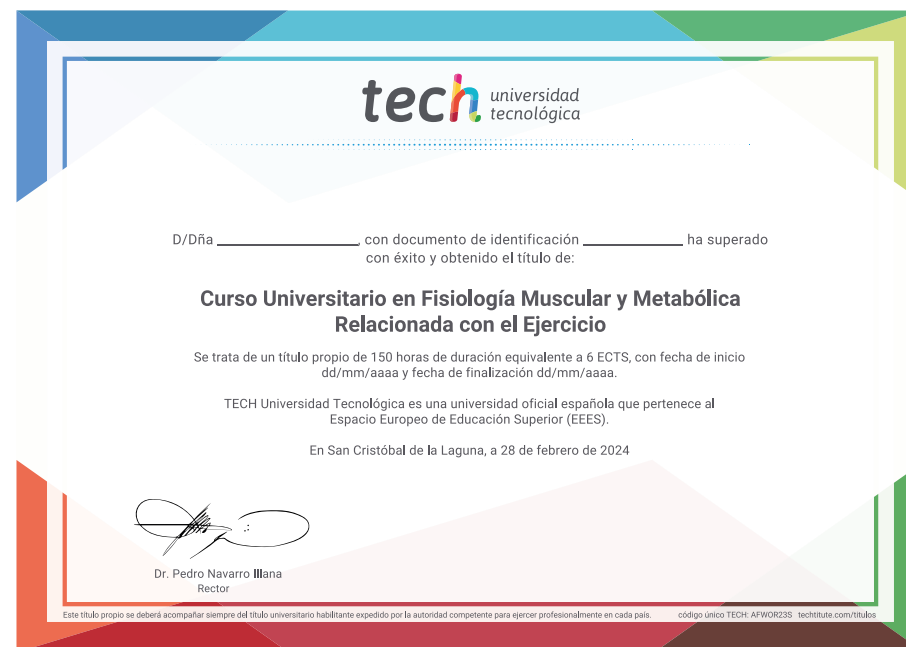 tech universidad
tecnológica
D/Dña ____________________, con documento de identificación ______________ ha superado
con éxito y obtenido el título de:
Curso Universitario en Fisiología Muscular y Metabólica
Relacionada con el Ejercicio
Se trata de un título propio de 150 horas de duración equivalente a 6 ECTS, con fecha de inicio
dd/mm/aaaa y fecha de finalización dd/mm/aaaa.
TECH Universidad Tecnológica es una universidad oficial española que pertenece al
Espacio Europeo de Educación Superior (EEES).
En San Cristóbal de la Laguna, a 28 de febrero de 2024
Dr. Pedro Navarro Illana
Rector
Este título propio se deberá acompañar siempre del título universitario habilitante expedido por la autoridad competente para ejercer profesionalmente en cada país. código único TECH: AFWOR23S techtitute.com/titulos